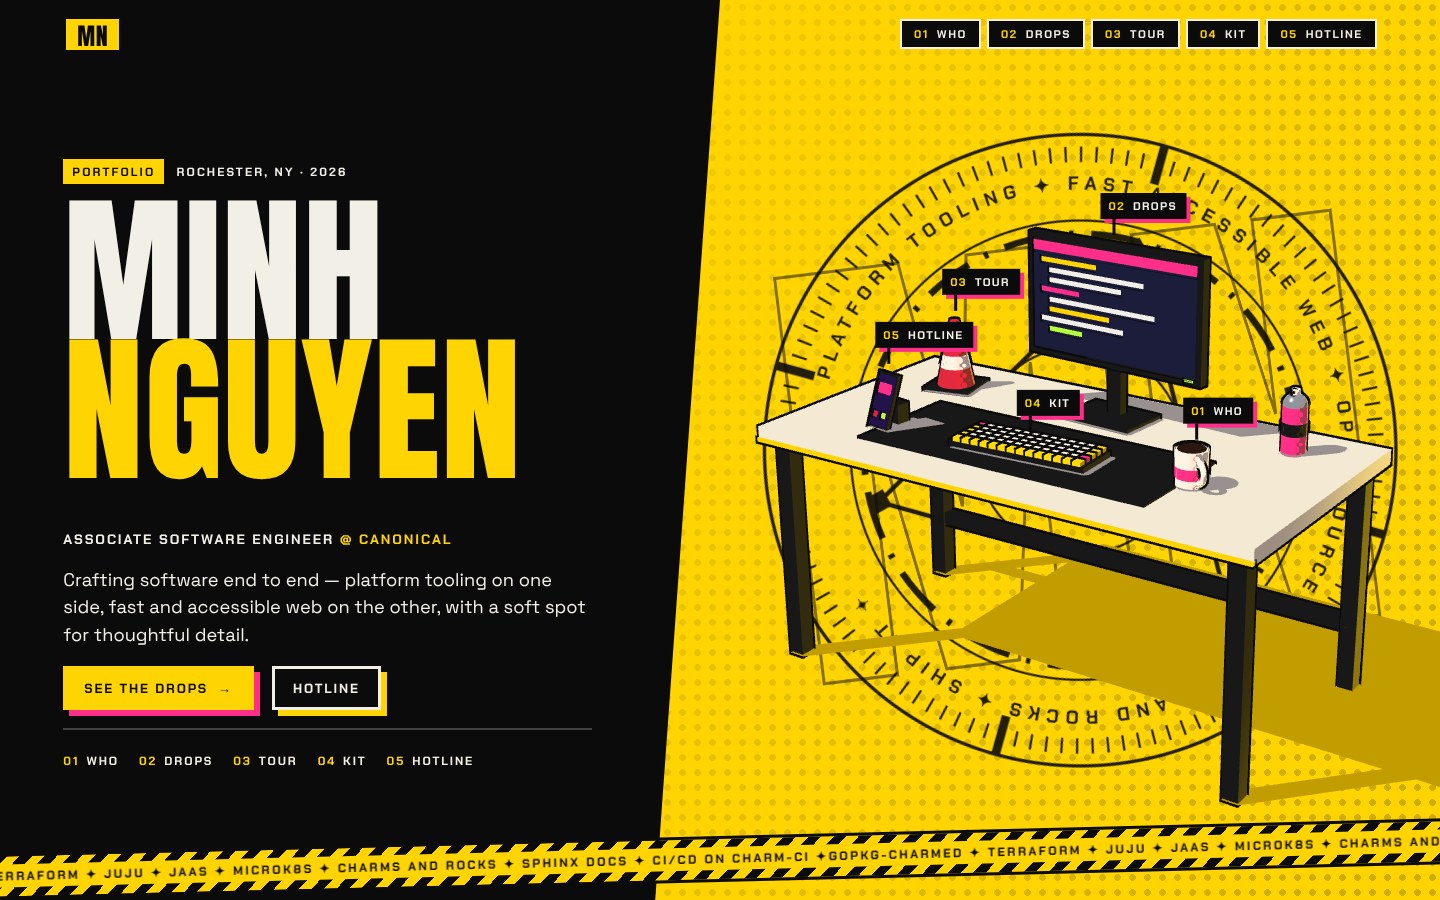 MN
01 WHO
02 DROPS
03 TOUR
04 KIT
05 HOTLINE
PORTFOLIO
ROCHESTER, NY · 2026
MINH
NGUYEN
ASSOCIATE SOFTWARE ENGINEER @ CANONICAL
Crafting software end to end — platform tooling on one
side, fast and accessible web on the other, with a soft spot
for thoughtful detail.
SEE THE DROPS →
HOTLINE
01 WHO 02 DROPS 03 TOUR 04 KIT 05 HOTLINE
PLATFORM TOOLING ✦ FAST
WEB ✦
AND ROCKS ✦ SHIP
02 DROPS
03 TOUR
05 HOTLINE
04 KIT
01 WHO
✦ JUJU ✦ JAAS ✦ MICROK8S ✦ CHARMS AND ROCKS ✦ SPHINX DOCS ✦ CI/CD ON CHARM-CI ✦GOPKG-CHARMED ✦ TERRAFORM ✦ JUJU ✦ JAAS ✦ MICROK8S ✦ CHARMS AND